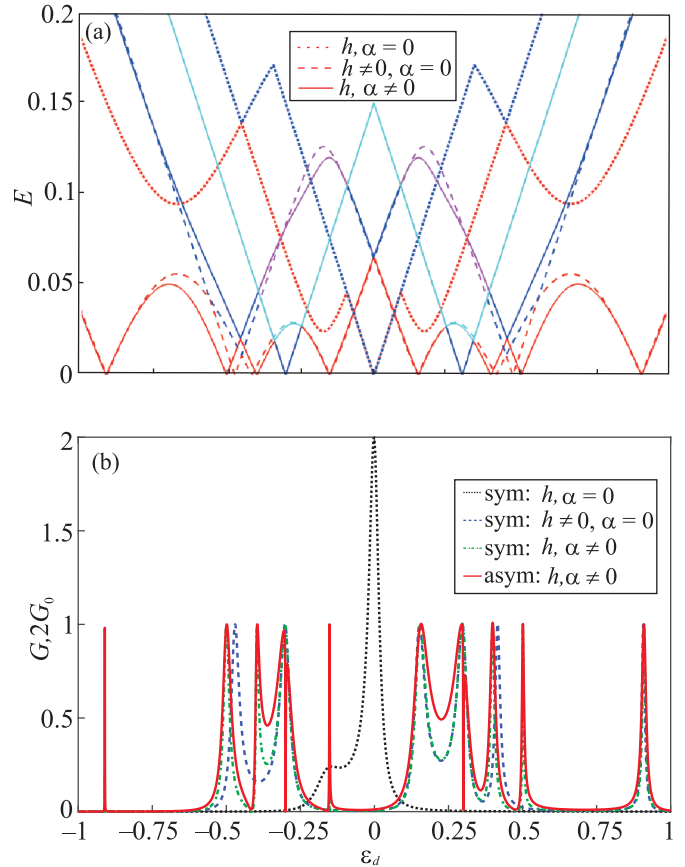 (a)
h, α = 0
h ≠ 0, α = 0
h, α ≠ 0
0.2
0.15
0.1
0.05
0
E
(b)
sym: h, α = 0
sym: h ≠ 0, α = 0
sym: h, α ≠ 0
asym: h, α ≠ 0
2
1.5
1
0.5
0
G, 2G₀
−1 −0.75 −0.5 −0.25 0 0.25 0.5 0.75 1
ε_d